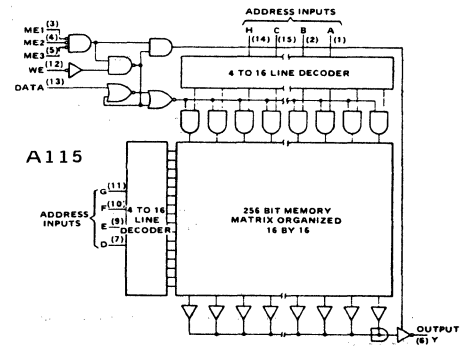 ADDRESS INPUTS
H C B A
(14) (15) (2) (1)
ME1 (3)
ME2 (4)
ME3 (5)
WE (12)
DATA (13)
4 TO 16 LINE DECODER
A115
ADDRESS INPUTS
G (11)
F (10)
E (9)
D (7)
4 TO 16
LINE
DECODER
256 BIT MEMORY
MATRIX ORGANIZED
16 BY 16
OUTPUT
(6) Y